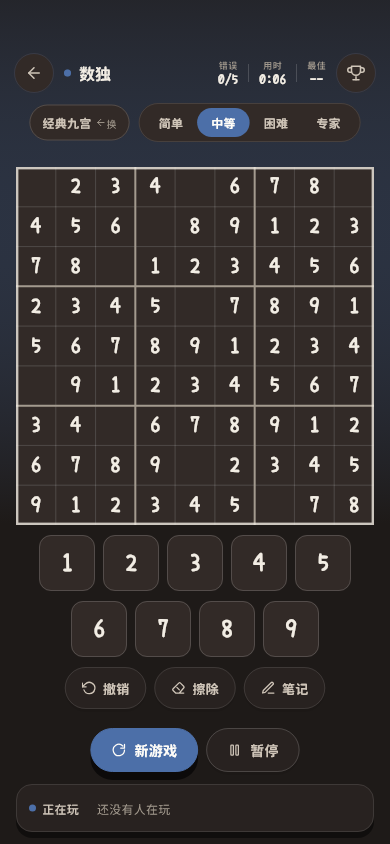 数独
错误 用时 最佳
0/5 0:06 --
经典九宫 ←换 简单 中等 困难 专家
2 3 4 6 7 8
4 5 6 8 9 1 2 3
7 8 1 2 3 4 5 6
2 3 4 5 7 8 9 1
5 6 7 8 9 1 2 3 4
9 1 2 3 4 5 6 7
3 4 6 7 8 9 1 2
6 7 8 9 2 3 4 5
9 1 2 3 4 5 7 8
1 2 3 4 5
6 7 8 9
撤销 擦除 笔记
新游戏 暂停
正在玩 还没有人在玩